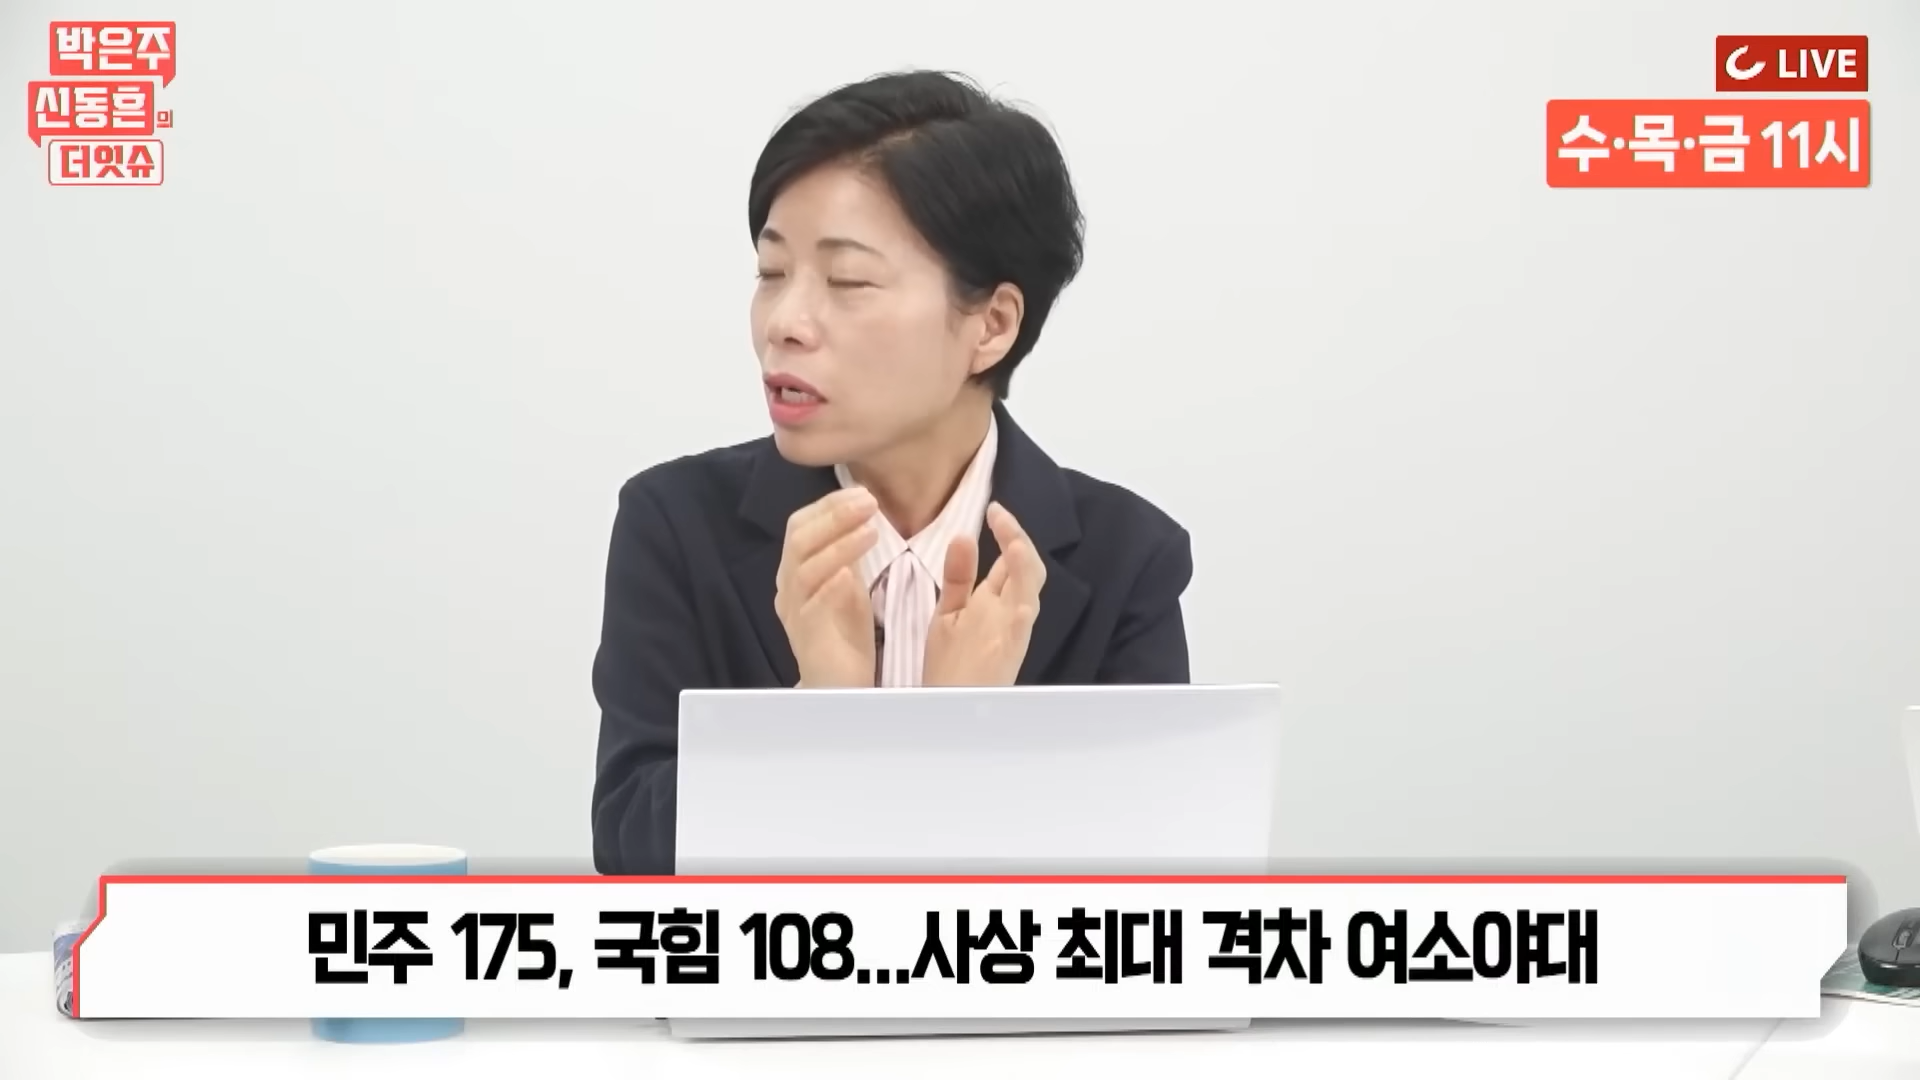 박은주
신동흔의
더잇슈
LIVE
수·목·금 11시
민주 175, 국힘 108...사상 최대 격차 여소야대